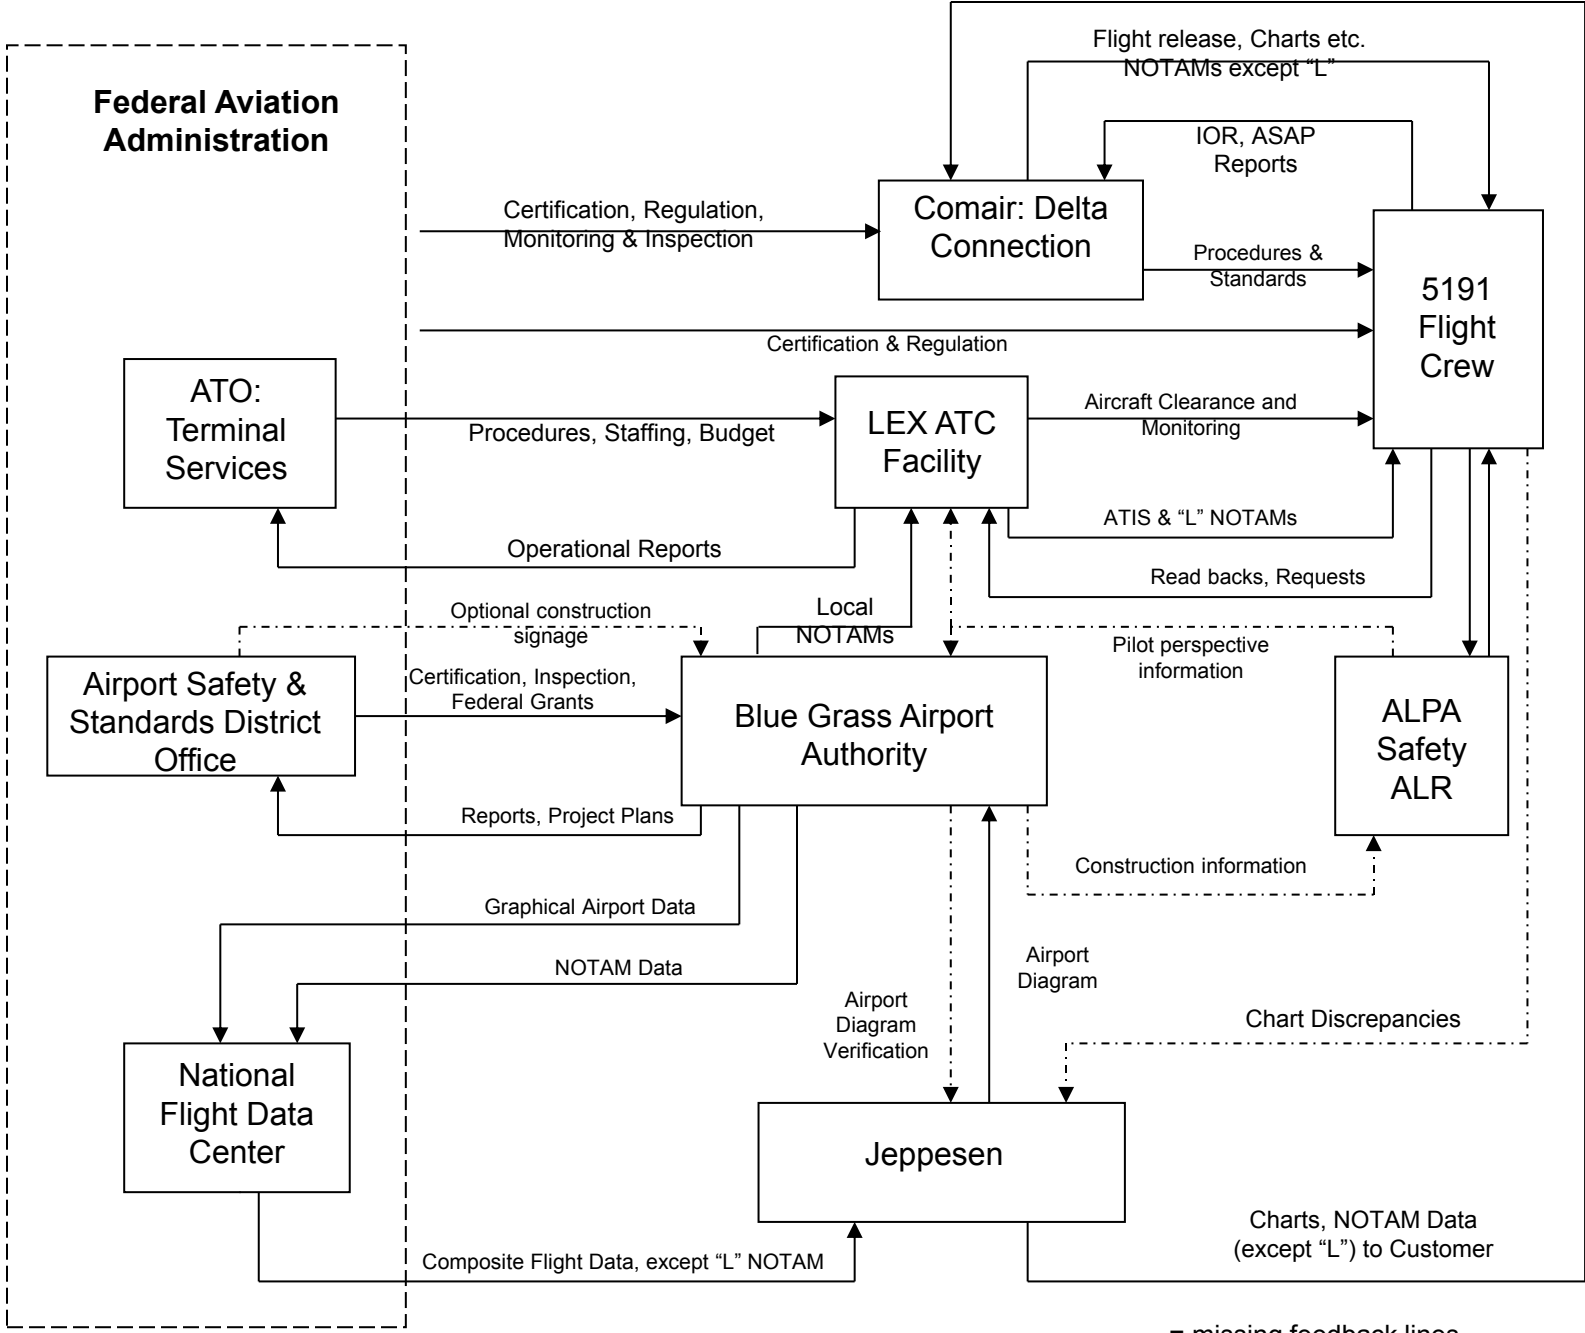 Federal Aviation
Administration
Flight release, Charts etc.
NOTAMs except “L”
IOR, ASAP
Reports
Certification, Regulation,
Monitoring & Inspection
Comair: Delta
Connection
Procedures &
Standards
5191
Flight
Crew
Certification & Regulation
ATO:
Terminal
Services
Procedures, Staffing, Budget
LEX ATC
Facility
Aircraft Clearance and
Monitoring
ATIS & “L” NOTAMs
Operational Reports
Read backs, Requests
Optional construction
signage
Local
NOTAMs
Pilot perspective
information
Airport Safety &
Standards District
Office
Certification, Inspection,
Federal Grants
Blue Grass Airport
Authority
ALPA
Safety
ALR
Reports, Project Plans
Construction information
Graphical Airport Data
NOTAM Data
Airport
Diagram
Airport
Diagram
Verification
Chart Discrepancies
National
Flight Data
Center
Jeppesen
Composite Flight Data, except “L” NOTAM
Charts, NOTAM Data
(except “L”) to Customer
= missing feedback lines